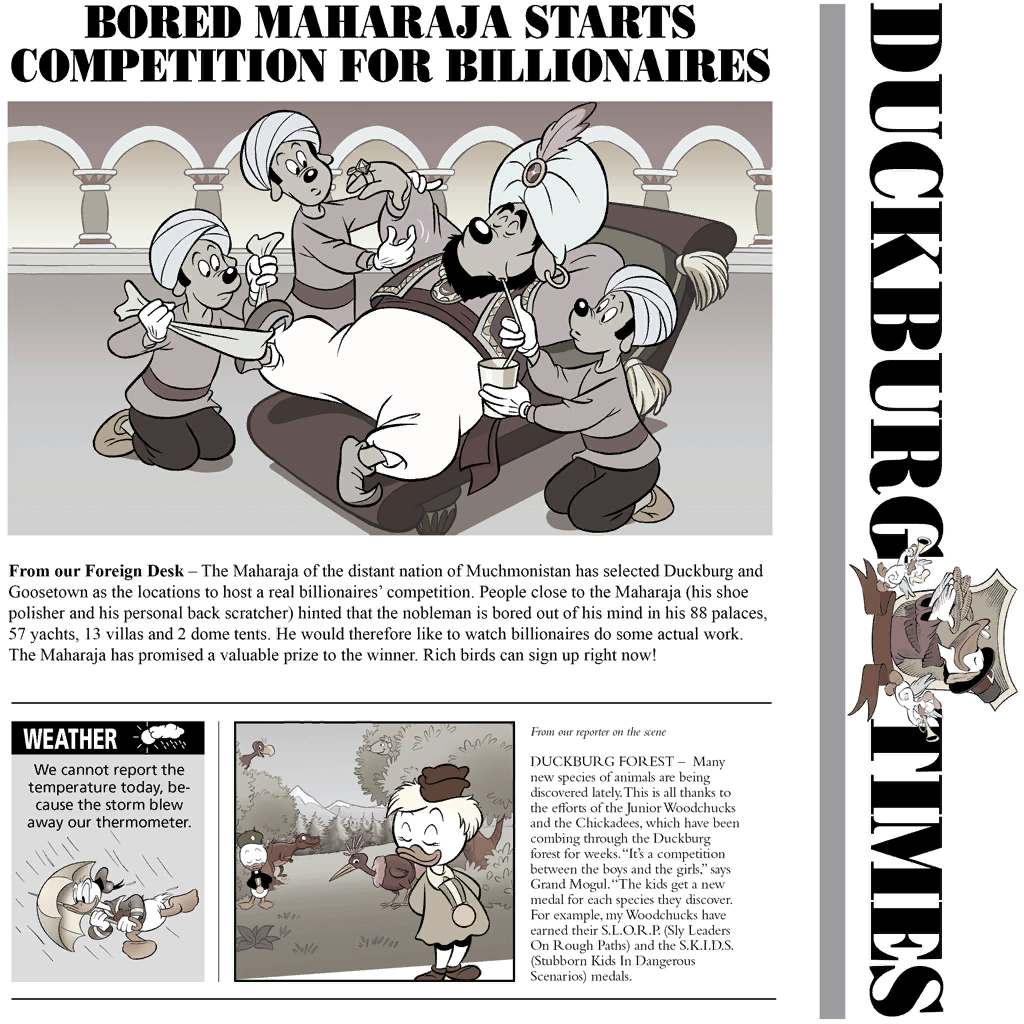 BORED MAHARAJA STARTS
COMPETITION FOR BILLIONAIRES
From our Foreign Desk – The Maharaja of the distant nation of Muchmonistan has selected Duckburg and
Goosetown as the locations to host a real billionaires’ competition. People close to the Maharaja (his shoe
polisher and his personal back scratcher) hinted that the nobleman is bored out of his mind in his 88 palaces,
57 yachts, 13 villas and 2 dome tents. He would therefore like to watch billionaires do some actual work.
The Maharaja has promised a valuable prize to the winner. Rich birds can sign up right now!
WEATHER
We cannot report the
temperature today, be-
cause the storm blew
away our thermometer.
From our reporter on the scene
DUCKBURG FOREST – Many
new species of animals are being
discovered lately. This is all thanks to
the efforts of the Junior Woodchucks
and the Chickadees, which have been
combing through the Duckburg
forest for weeks. “It’s a competition
between the boys and the girls,” says
Grand Mogul. “The kids get a new
medal for each species they discover.
For example, my Woodchucks have
earned their S.L.O.R.P. (Sly Leaders
On Rough Paths) and the S.K.I.D.S.
(Stubborn Kids In Dangerous
Scenarios) medals.
DUCKBURG TIMES